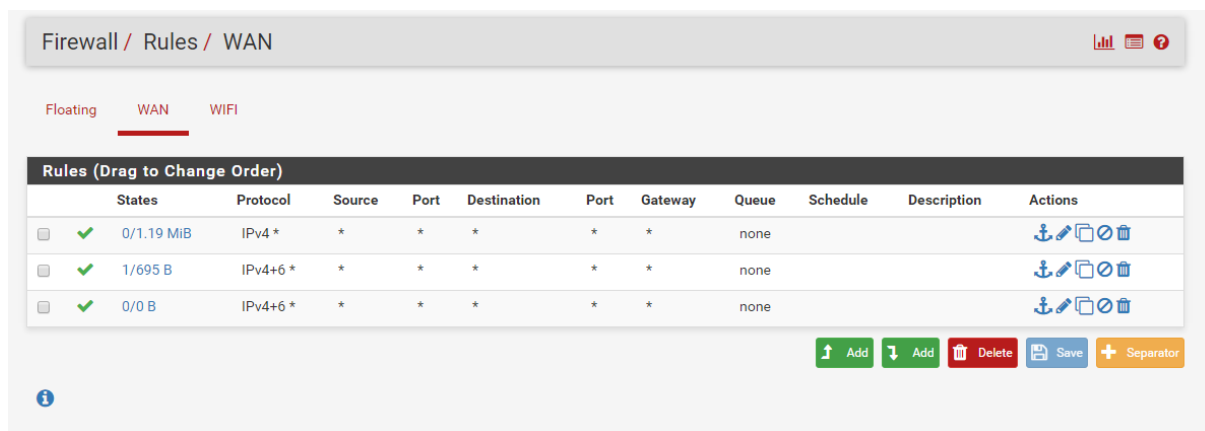 Firewall / Rules / WAN
Floating WAN WIFI
Rules (Drag to Change Order)
States Protocol Source Port Destination Port Gateway Queue Schedule Description Actions
0/1.19 MiB IPv4 * * * * * * none
1/695 B IPv4+6 * * * * * * none
0/0 B IPv4+6 * * * * * * none
Add Add Delete Save Separator